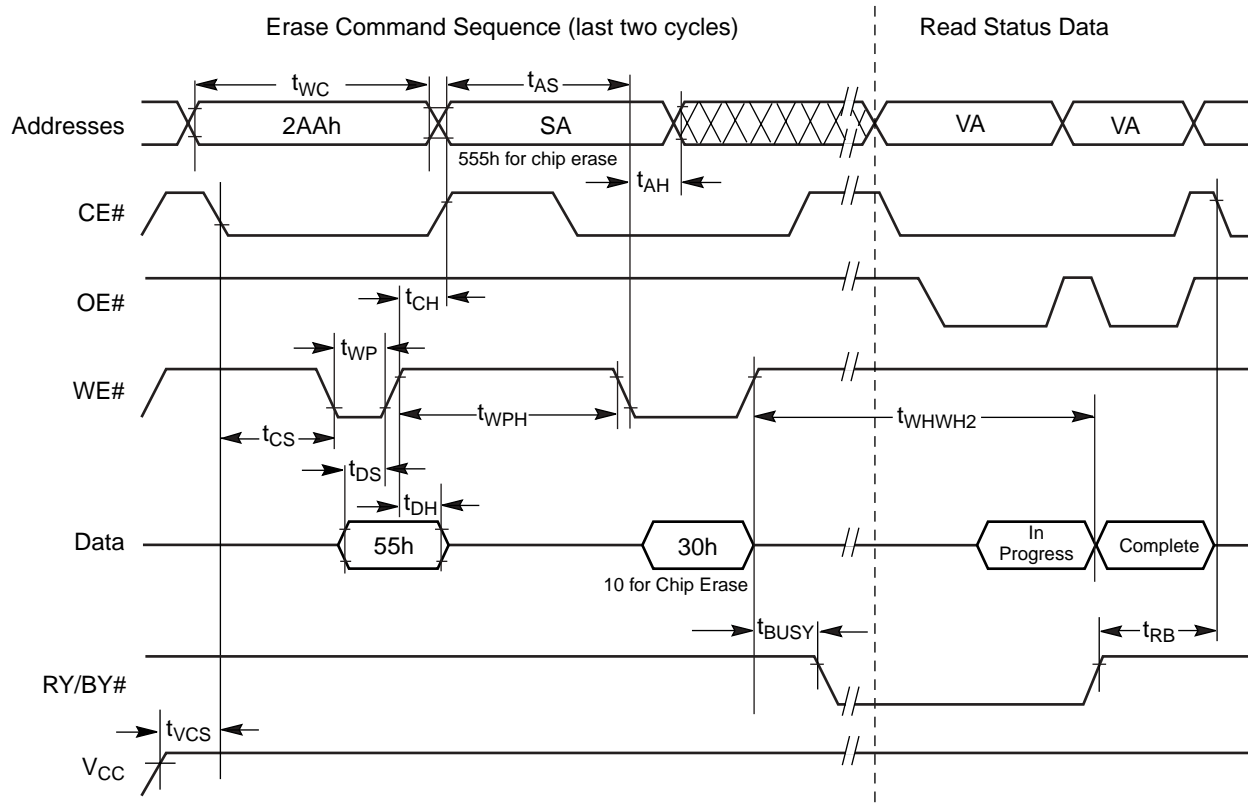 Erase Command Sequence (last two cycles)
Read Status Data
tWC
tAS
Addresses
2AAh
SA
VA
VA
555h for chip erase
tAH
CE#
OE#
tCH
tWP
WE#
tWPH
tWHWH2
tCS
tDS
tDH
Data
55h
30h
In
Progress
Complete
10 for Chip Erase
tBUSY
tRB
RY/BY#
tVCS
VCC